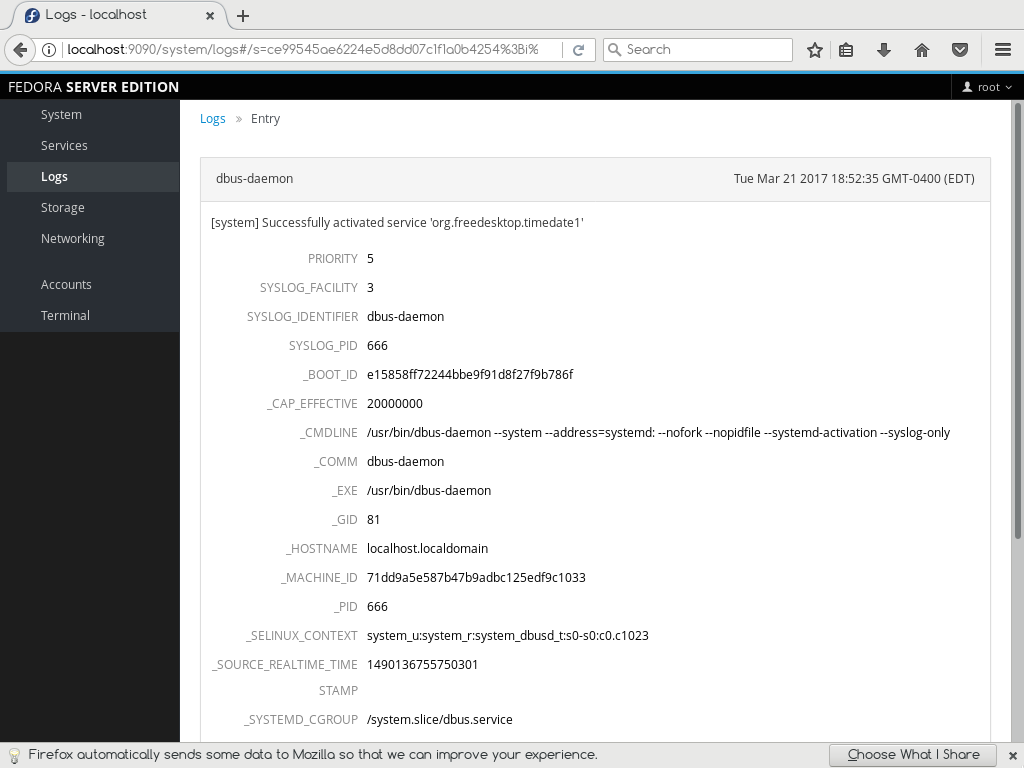 Logs - localhost
localhost:9090/system/logs#/s=ce99545ae6224e5d8dd07c1f1a0b4254%3Bi%
Search
FEDORA SERVER EDITION
root
System
Services
Logs
Storage
Networking
Accounts
Terminal
Logs » Entry
dbus-daemon
Tue Mar 21 2017 18:52:35 GMT-0400 (EDT)
[system] Successfully activated service 'org.freedesktop.timedate1'
PRIORITY 5
SYSLOG_FACILITY 3
SYSLOG_IDENTIFIER dbus-daemon
SYSLOG_PID 666
_BOOT_ID e15858ff72244bbe9f91d8f27f9b786f
_CAP_EFFECTIVE 20000000
_CMDLINE /usr/bin/dbus-daemon --system --address=systemd: --nofork --nopidfile --systemd-activation --syslog-only
_COMM dbus-daemon
_EXE /usr/bin/dbus-daemon
_GID 81
_HOSTNAME localhost.localdomain
_MACHINE_ID 71dd9a5e587b47b9adbc125edf9c1033
_PID 666
_SELINUX_CONTEXT system_u:system_r:system_dbusd_t:s0-s0:c0.c1023
_SOURCE_REALTIME_TIME 1490136755750301
STAMP
_SYSTEMD_CGROUP /system.slice/dbus.service
Firefox automatically sends some data to Mozilla so that we can improve your experience.
Choose What I Share